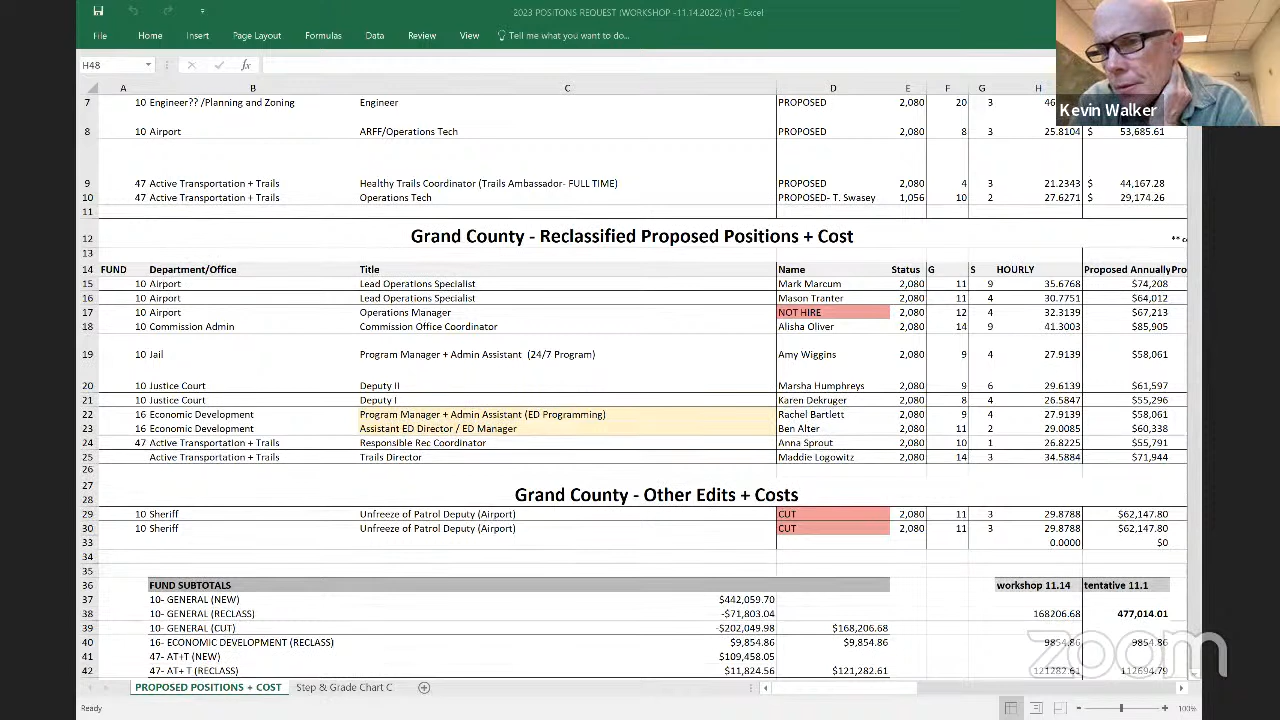 2023 POSITONS REQUEST (WORKSHOP -11.14.2022) (1) - Excel
File Home Insert Page Layout Formulas Data Review View Tell me what you want to do...
H48 fx
A B C D E F G H
7 10 Engineer?? /Planning and Zoning Engineer PROPOSED 2,080 20 3 46
Kevin Walker
8 10 Airport ARFF/Operations Tech PROPOSED 2,080 8 3 25.8104 $ 53,685.61
9 47 Active Transportation + Trails Healthy Trails Coordinator (Trails Ambassador- FULL TIME) PROPOSED 2,080 4 3 21.2343 $ 44,167.28
10 47 Active Transportation + Trails Operations Tech PROPOSED- T. Swasey 1,056 10 2 27.6271 $ 29,174.26
11
12 Grand County - Reclassified Proposed Positions + Cost **
13
14 FUND Department/Office Title Name Status G S HOURLY Proposed Annually Pro
15 10 Airport Lead Operations Specialist Mark Marcum 2,080 11 9 35.6768 $74,208
16 10 Airport Lead Operations Specialist Mason Tranter 2,080 11 4 30.7751 $64,012
17 10 Airport Operations Manager NOT HIRE 2,080 12 4 32.3139 $67,213
18 10 Commission Admin Commission Office Coordinator Alisha Oliver 2,080 14 9 41.3003 $85,905
19 10 Jail Program Manager + Admin Assistant (24/7 Program) Amy Wiggins 2,080 9 4 27.9139 $58,061
20 10 Justice Court Deputy II Marsha Humphreys 2,080 9 6 29.6139 $61,597
21 10 Justice Court Deputy I Karen Dekruger 2,080 8 4 26.5847 $55,296
22 16 Economic Development Program Manager + Admin Assistant (ED Programming) Rachel Bartlett 2,080 9 4 27.9139 $58,061
23 16 Economic Development Assistant ED Director / ED Manager Ben Alter 2,080 11 2 29.0085 $60,338
24 47 Active Transportation + Trails Responsible Rec Coordinator Anna Sprout 2,080 10 1 26.8225 $55,791
25 Active Transportation + Trails Trails Director Maddie Logowitz 2,080 14 3 34.5884 $71,944
26
28 Grand County - Other Edits + Costs
29 10 Sheriff Unfreeze of Patrol Deputy (Airport) CUT 2,080 11 3 29.8788 $62,147.80
30 10 Sheriff Unfreeze of Patrol Deputy (Airport) CUT 2,080 11 3 29.8788 $62,147.80
33 0.0000 $0
34
35
36 FUND SUBTOTALS workshop 11.14 tentative 11.1
37 10- GENERAL (NEW) $442,059.70
38 10- GENERAL (RECLASS) -$71,803.04 168206.68 477,014.01
39 10- GENERAL (CUT) -$202,049.98 $168,206.68
40 16- ECONOMIC DEVELOPMENT (RECLASS) $9,854.86 $9,854.86 9854.86 9854.86
41 47- AT+T (NEW) $109,458.05
42 47- AT+ T (RECLASS) $11,824.56 $121,282.61 121282.61 112694.79
zoom
PROPOSED POSITIONS + COST Step & Grade Chart C
Ready 100%